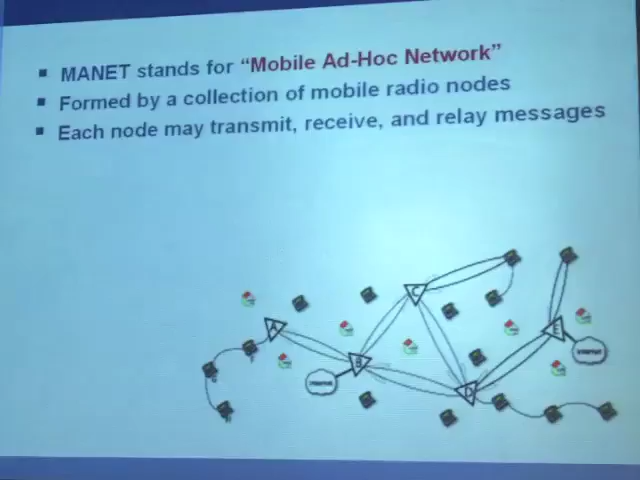 MANET stands for “Mobile Ad-Hoc Network”
Formed by a collection of mobile radio nodes
Each node may transmit, receive, and relay messages
C
A
E
B
D